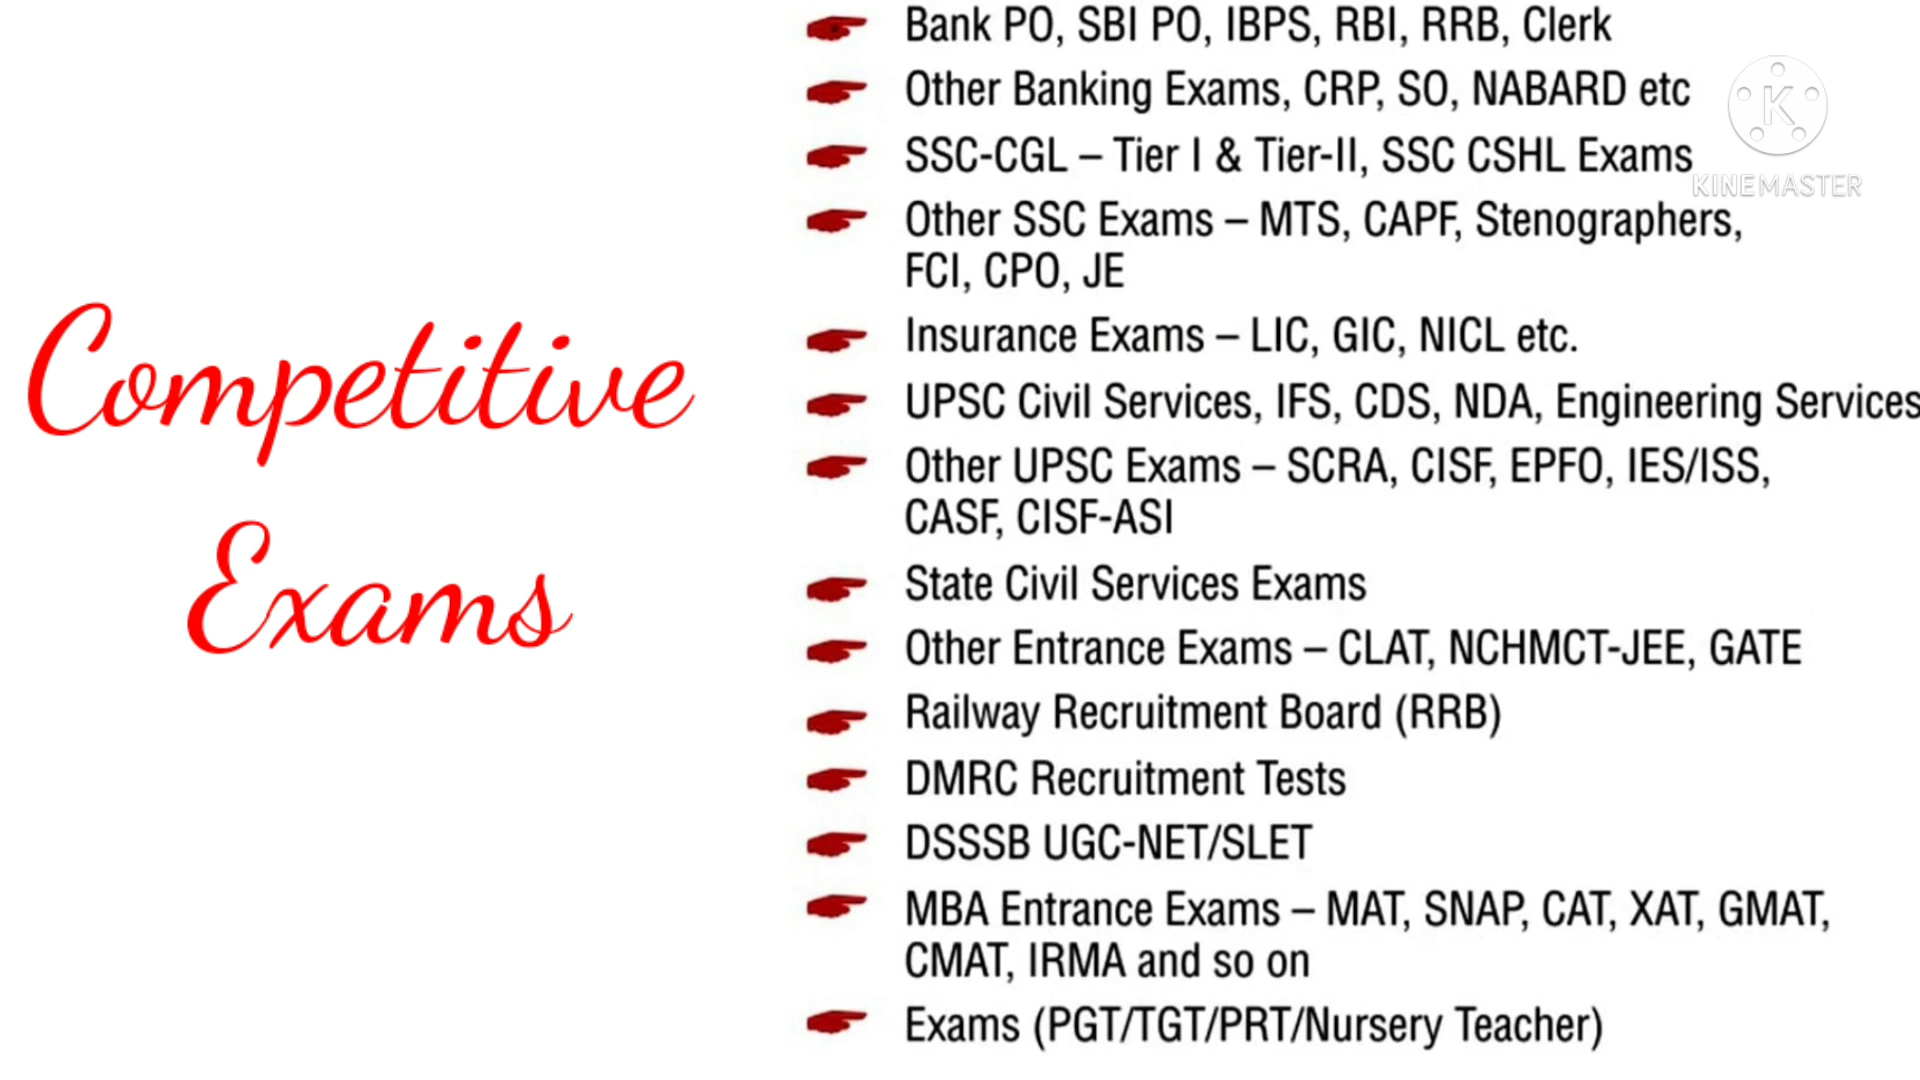 Competitive
Exams
Bank PO, SBI PO, IBPS, RBI, RRB, Clerk
Other Banking Exams, CRP, SO, NABARD etc
SSC-CGL – Tier I & Tier-II, SSC CSHL Exams
Other SSC Exams – MTS, CAPF, Stenographers,
FCI, CPO, JE
Insurance Exams – LIC, GIC, NICL etc.
UPSC Civil Services, IFS, CDS, NDA, Engineering Services
Other UPSC Exams – SCRA, CISF, EPFO, IES/ISS,
CASF, CISF-ASI
State Civil Services Exams
Other Entrance Exams – CLAT, NCHMCT-JEE, GATE
Railway Recruitment Board (RRB)
DMRC Recruitment Tests
DSSSB UGC-NET/SLET
MBA Entrance Exams – MAT, SNAP, CAT, XAT, GMAT,
CMAT, IRMA and so on
Exams (PGT/TGT/PRT/Nursery Teacher)
K
KINEMASTER